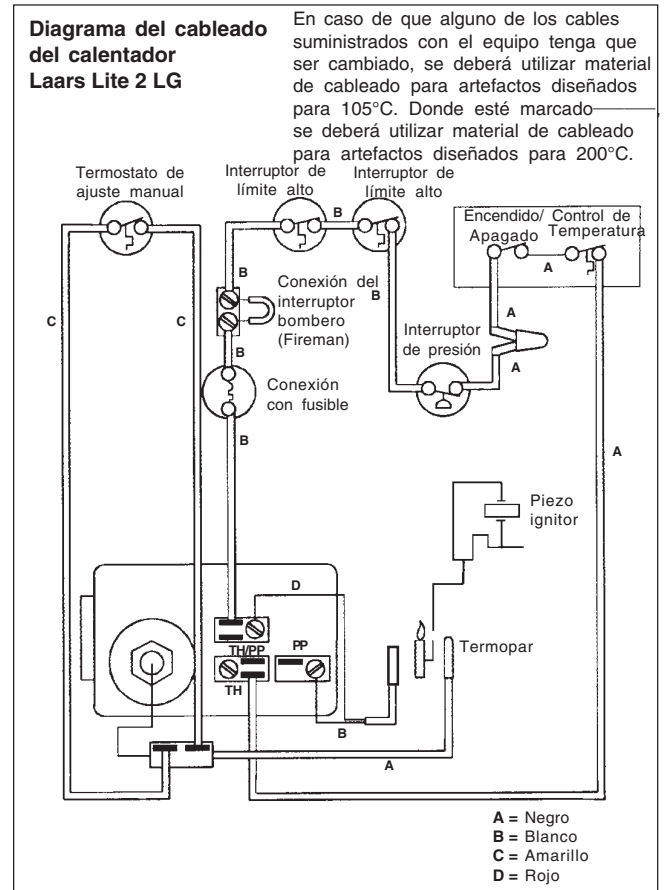 Diagrama del cableado
del calentador
Laars Lite 2 LG
En caso de que alguno de los cables
suministrados con el equipo tenga que
ser cambiado, se deberá utilizar material
de cableado para artefactos diseñados
para 105°C. Donde esté marcado———,
se deberá utilizar material de cableado
para artefactos diseñados para 200°C.
Termostato de
ajuste manual
Interruptor de
límite alto
Interruptor de
límite alto
Encendido/
Apagado
Control de
Temperatura
B
A
B
Conexión del
interruptor
bombero
(Fireman)
B
A
C
C
Interruptor
de presión
A
B
Conexión
con fusible
B
A
Piezo
ignitor
D
TH/PP
PP
TH
Termopar
B
A
A = Negro
B = Blanco
C = Amarillo
D = Rojo